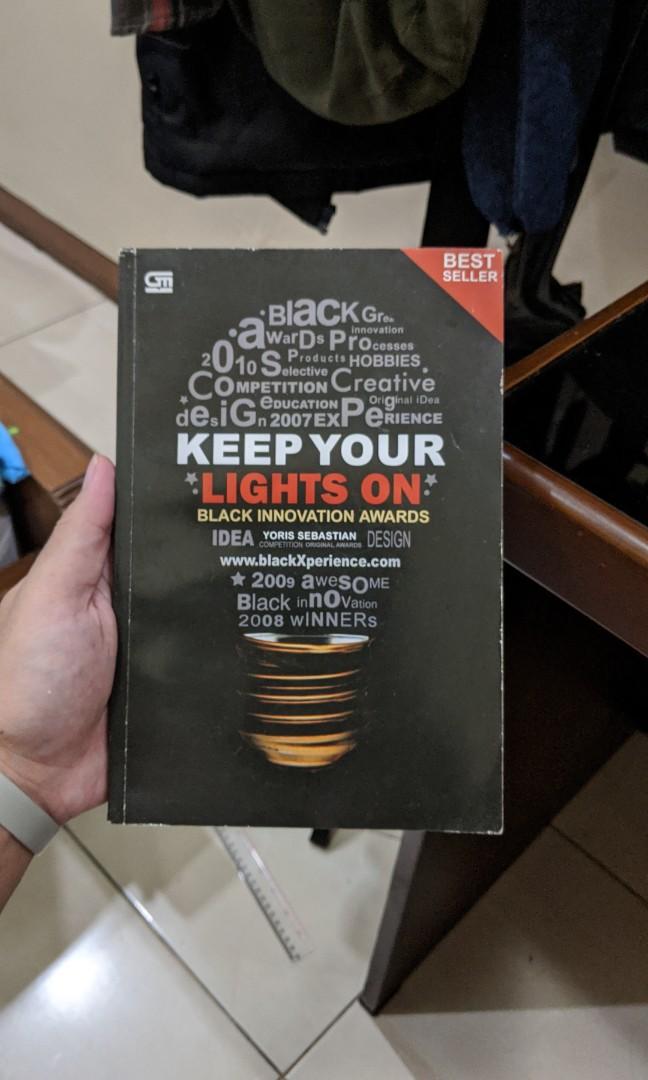 GM
BEST
SELLER
BlacK Gre
innovation
aWarDs Processes
2010 Selective Products HOBBIES
COMPETITION Creative
desiGn eDUCATION Original iDea
2007 EXPeRIENCE
KEEP YOUR
LIGHTS ON
BLACK INNOVATION AWARDS
IDEA YORIS SEBASTIAN DESIGN
COMPETITION ORIGINAL AWARDS
www.blackXperience.com
2009 aweSOME
Black innOvation
2008 wINNERs